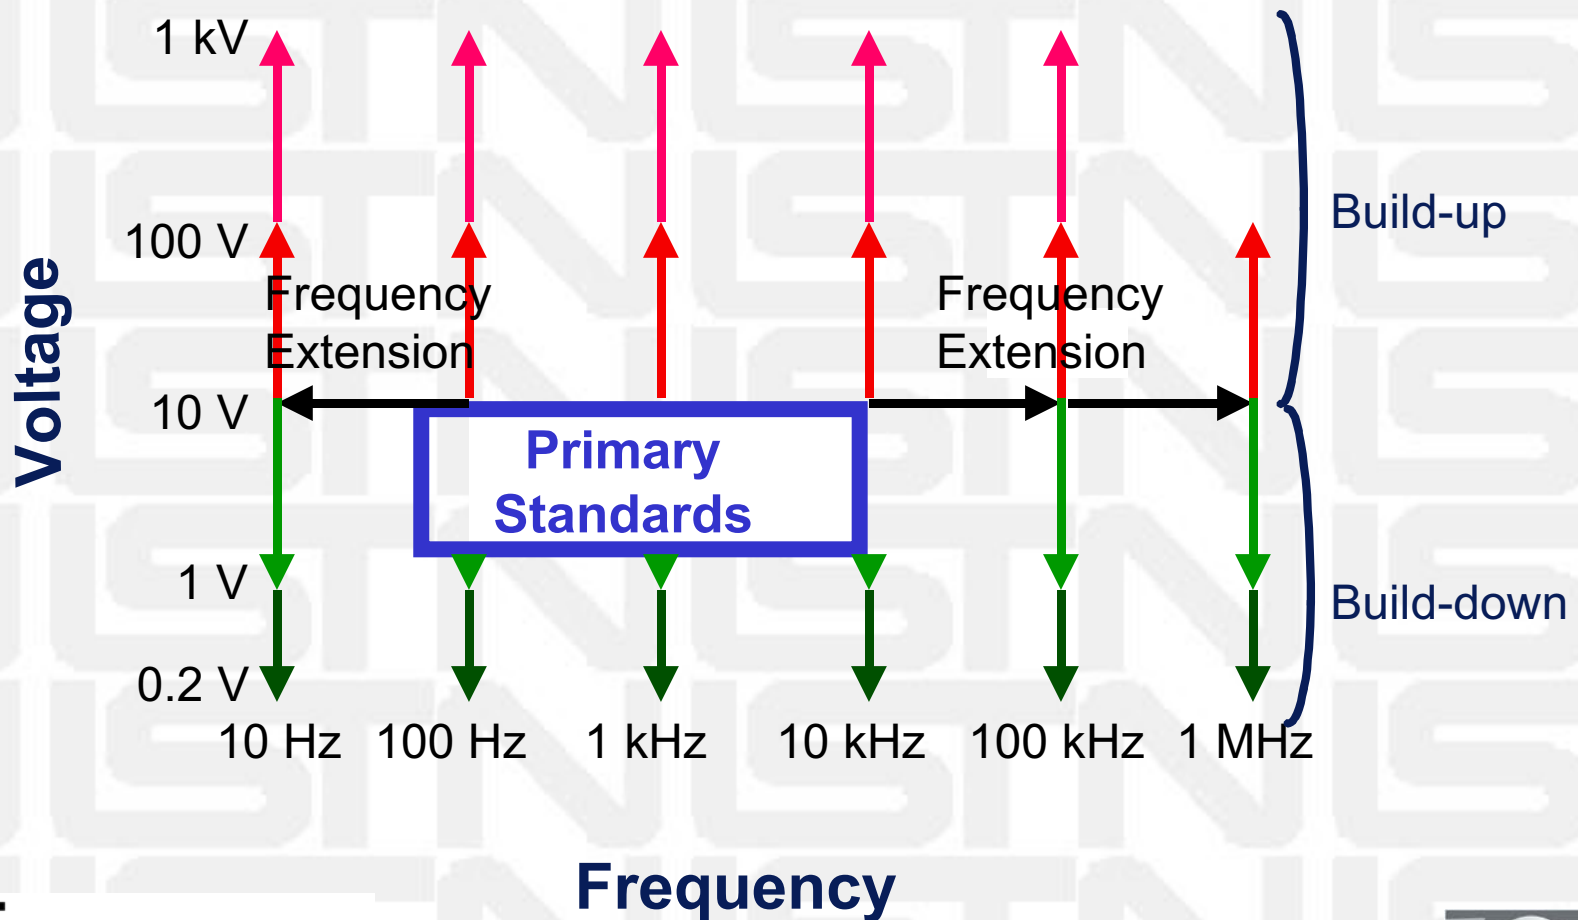 1 kV
100 V
10 V
1 V
0.2 V
Voltage
Frequency
Extension
Frequency
Extension
Primary
Standards
Build-up
Build-down
10 Hz 100 Hz 1 kHz 10 kHz 100 kHz 1 MHz
Frequency